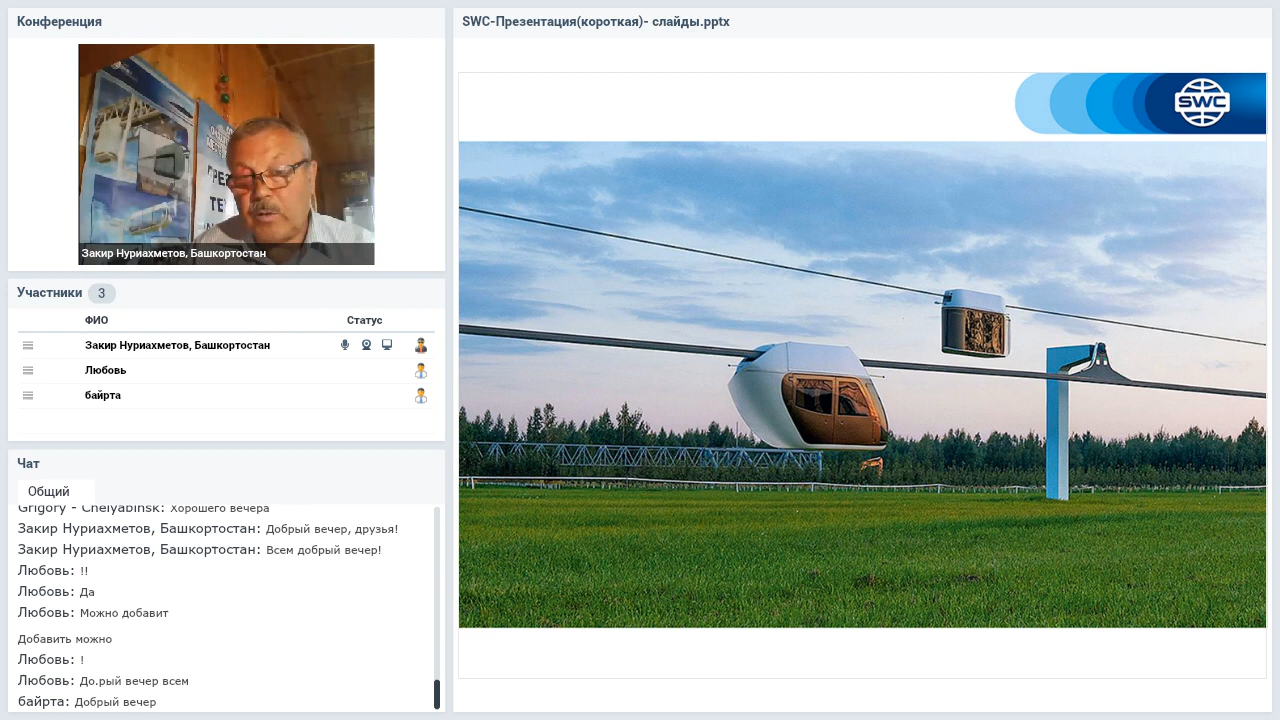 Конференция
Закир Нуриахметов, Башкортостан
Участники 3
ФИО Статус
Закир Нуриахметов, Башкортостан
Любовь
байрта
Чат
Общий
Grigory - Chelyabinsk: Хорошего вечера
Закир Нуриахметов, Башкортостан: Добрый вечер, друзья!
Закир Нуриахметов, Башкортостан: Всем добрый вечер!
Любовь: !!
Любовь: Да
Любовь: Можно добавит
Добавить можно
Любовь: !
Любовь: До.рый вечер всем
байрта: Добрый вечер
SWC-Презентация(короткая)- слайды.pptx
SWC